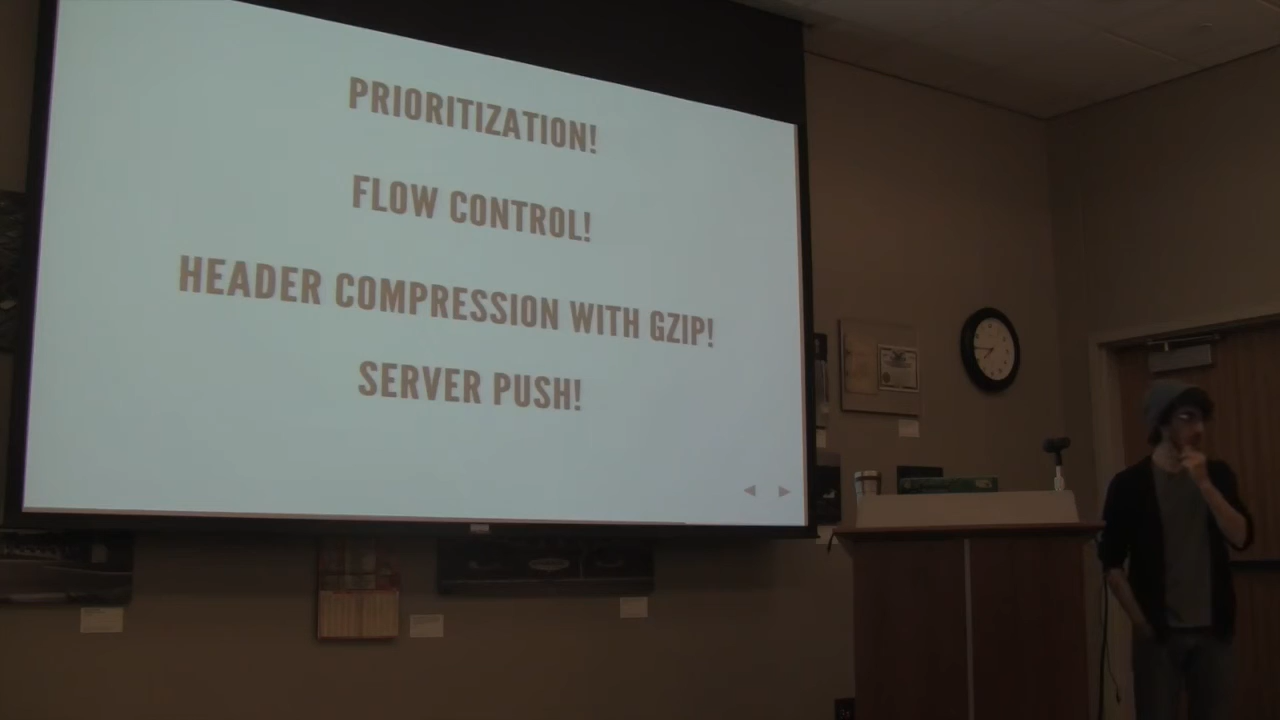 PRIORITIZATION!
FLOW CONTROL!
HEADER COMPRESSION WITH GZIP!
SERVER PUSH!